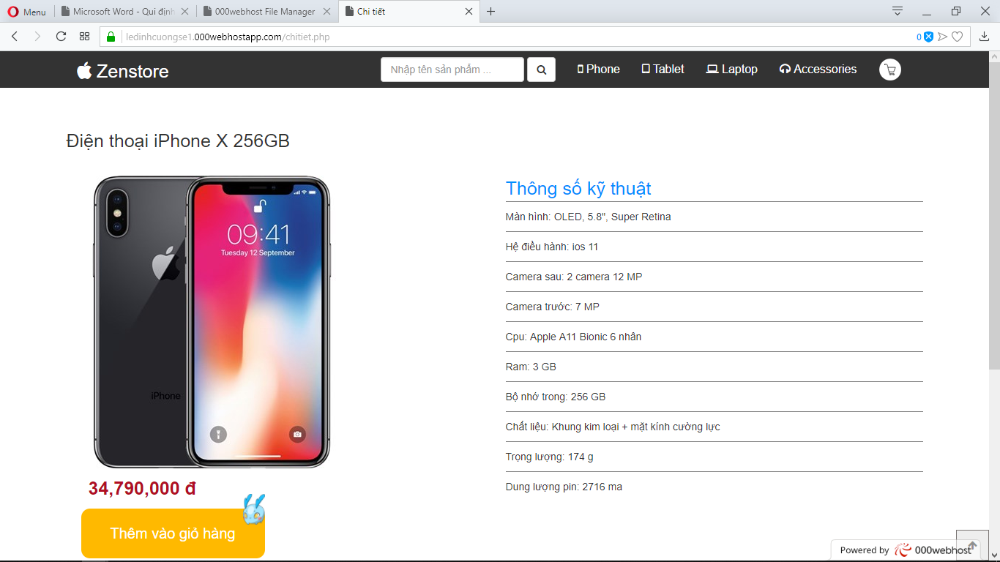 Menu
Microsoft Word - Qui định
000webhost File Manager
Chi tiết
ledinhcuongse1.000webhostapp.com/chitiet.php
0
Zenstore
Nhập tên sản phẩm ...
Phone
Tablet
Laptop
Accessories
Điện thoại iPhone X 256GB
09:41
Tuesday 12 September
iPhone
34,790,000 đ
Thêm vào giỏ hàng
Thông số kỹ thuật
Màn hình: OLED, 5.8", Super Retina
Hệ điều hành: ios 11
Camera sau: 2 camera 12 MP
Camera trước: 7 MP
Cpu: Apple A11 Bionic 6 nhân
Ram: 3 GB
Bộ nhớ trong: 256 GB
Chất liệu: Khung kim loại + mặt kính cường lực
Trọng lượng: 174 g
Dung lượng pin: 2716 ma
Powered by 000webhost